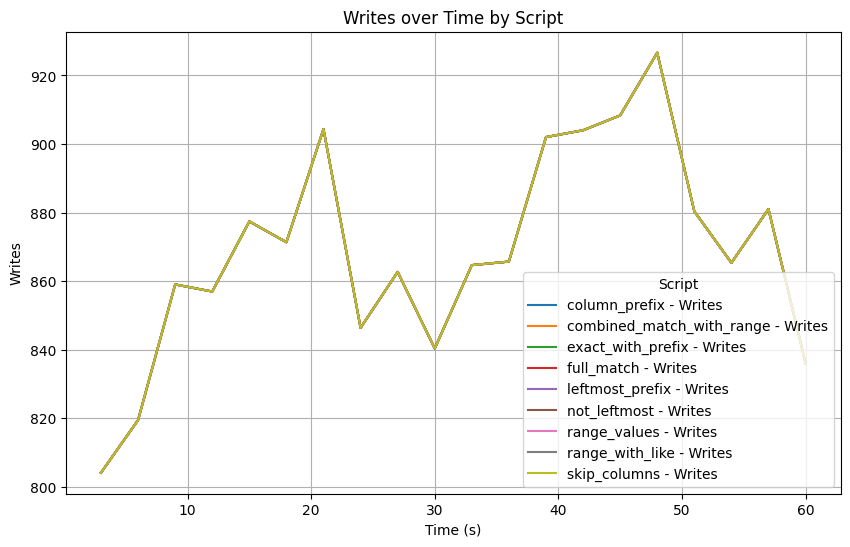 Writes over Time by Script
Writes
920
900
880
860
840
820
800
Script
column_prefix - Writes
combined_match_with_range - Writes
exact_with_prefix - Writes
full_match - Writes
leftmost_prefix - Writes
not_leftmost - Writes
range_values - Writes
range_with_like - Writes
skip_columns - Writes
10 20 30 40 50 60
Time (s)